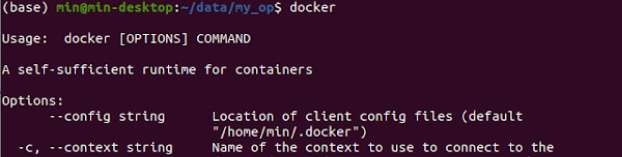 (base) min@min-desktop:~/data/my_op$ docker
Usage:  docker [OPTIONS] COMMAND
A self-sufficient runtime for containers
Options:
      --config string      Location of client config files (default
                           "/home/min/.docker")
  -c, --context string     Name of the context to use to connect to the